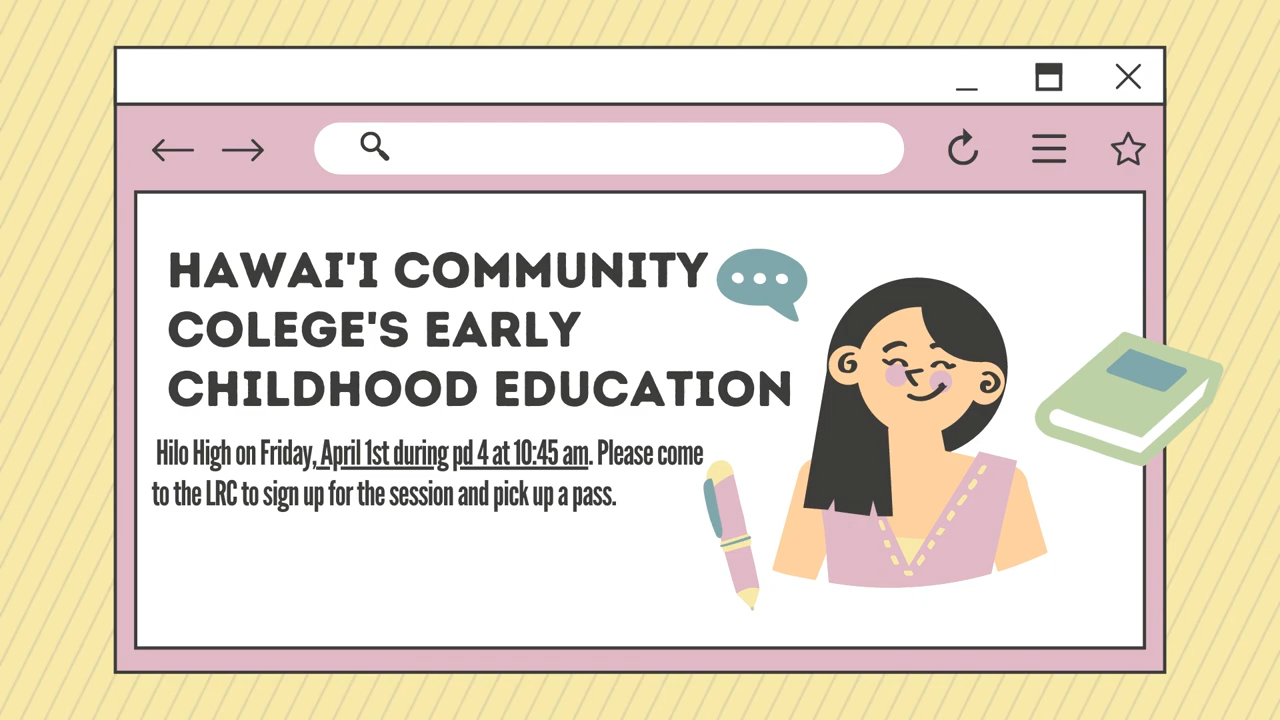 HAWAI'I COMMUNITY
COLEGE'S EARLY
CHILDHOOD EDUCATION
Hilo High on Friday, April 1st during pd 4 at 10:45 am. Please come
to the LRC to sign up for the session and pick up a pass.